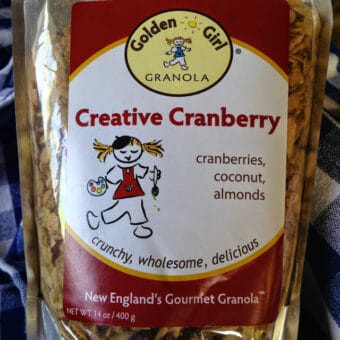 Golden Girl
®
GRANOLA
Creative Cranberry
cranberries,
coconut,
almonds
crunchy, wholesome, delicious
New England's Gourmet Granola™
NET WT 14 oz / 400 g